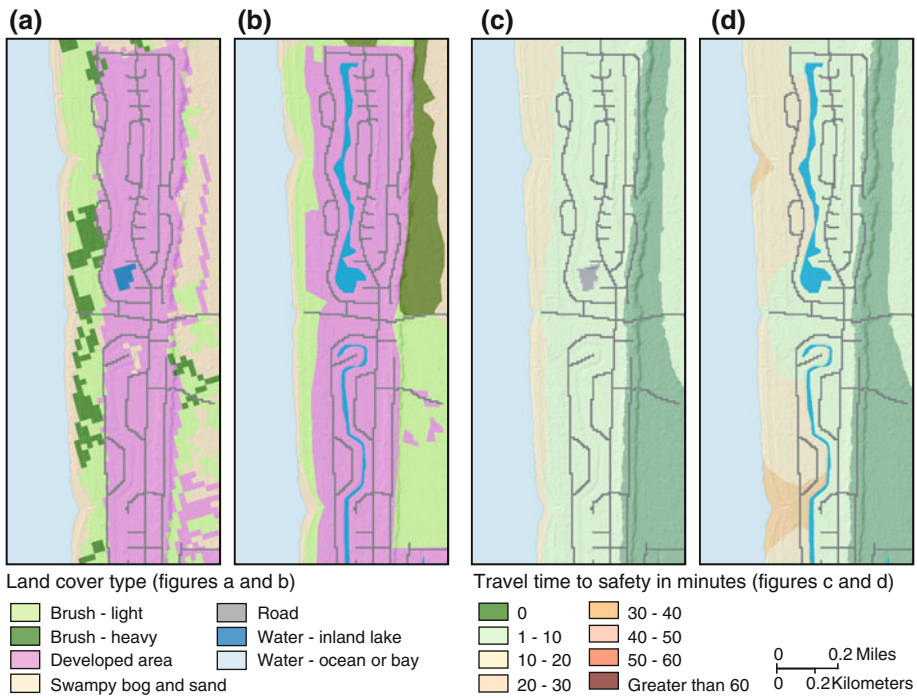 (a)
(b)
(c)
(d)
Land cover type (figures a and b)
Brush - light
Brush - heavy
Developed area
Swampy bog and sand
Road
Water - inland lake
Water - ocean or bay
Travel time to safety in minutes (figures c and d)
0
1 - 10
10 - 20
20 - 30
30 - 40
40 - 50
50 - 60
Greater than 60
0 0.2 Miles
0 0.2 Kilometers